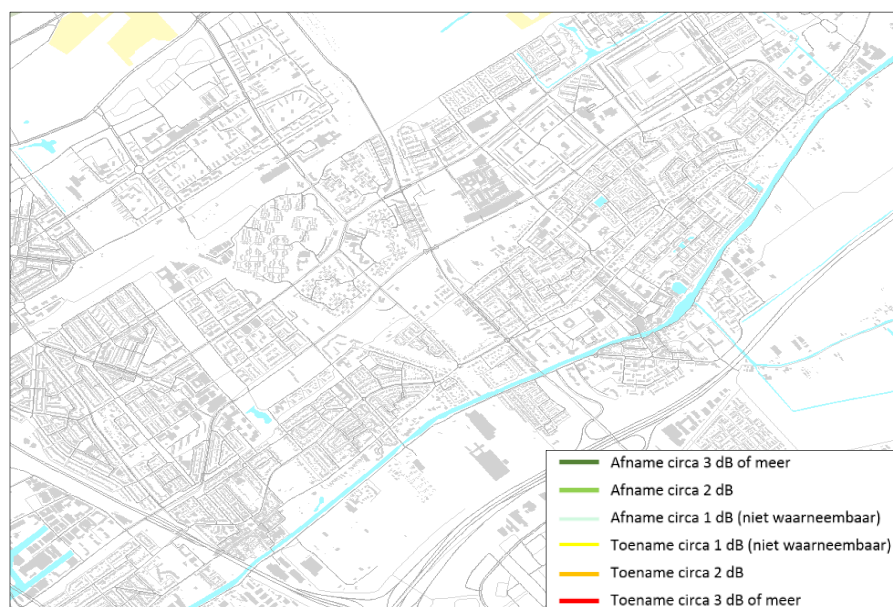 Afname circa 3 dB of meer
Afname circa 2 dB
Afname circa 1 dB (niet waarneembaar)
Toename circa 1 dB (niet waarneembaar)
Toename circa 2 dB
Toename circa 3 dB of meer